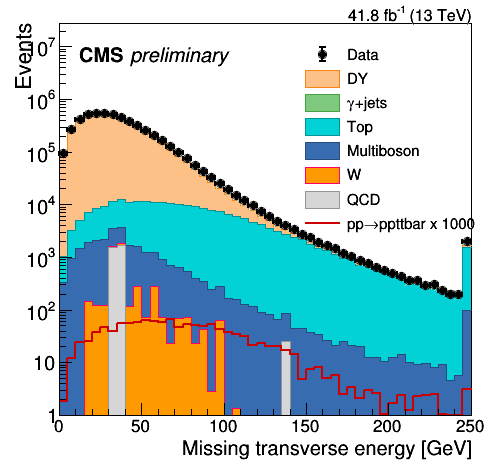 41.8 fb⁻¹ (13 TeV)
Events
CMS preliminary
Data
DY
γ+jets
Top
Multiboson
W
QCD
pp→ppttbar x 1000
10⁷
10⁶
10⁵
10⁴
10³
10²
10
1
0 50 100 150 200 250
Missing transverse energy [GeV]